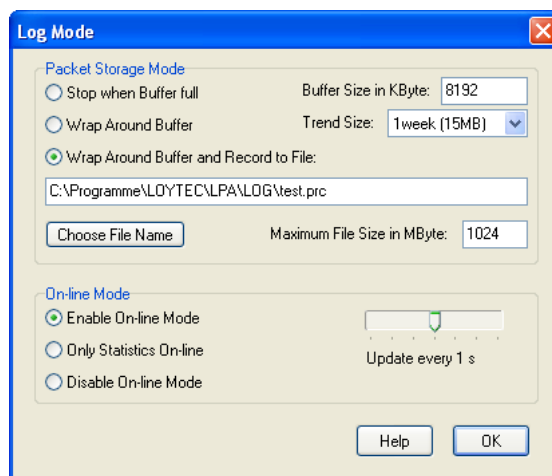 Log Mode
Packet Storage Mode
Stop when Buffer full
Buffer Size in KByte: 8192
Wrap Around Buffer
Trend Size: 1week (15MB)
Wrap Around Buffer and Record to File:
C:\Programme\LOYTEC\LPA\LOG\test.prc
Choose File Name
Maximum File Size in MByte: 1024
On-line Mode
Enable On-line Mode
Only Statistics On-line
Update every 1 s
Disable On-line Mode
Help
OK